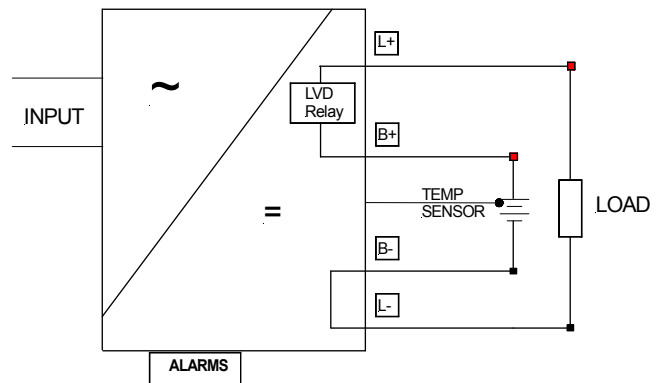 L+
~
LVD
Relay
INPUT
B+
TEMP
SENSOR
LOAD
=
B-
L-
ALARMS